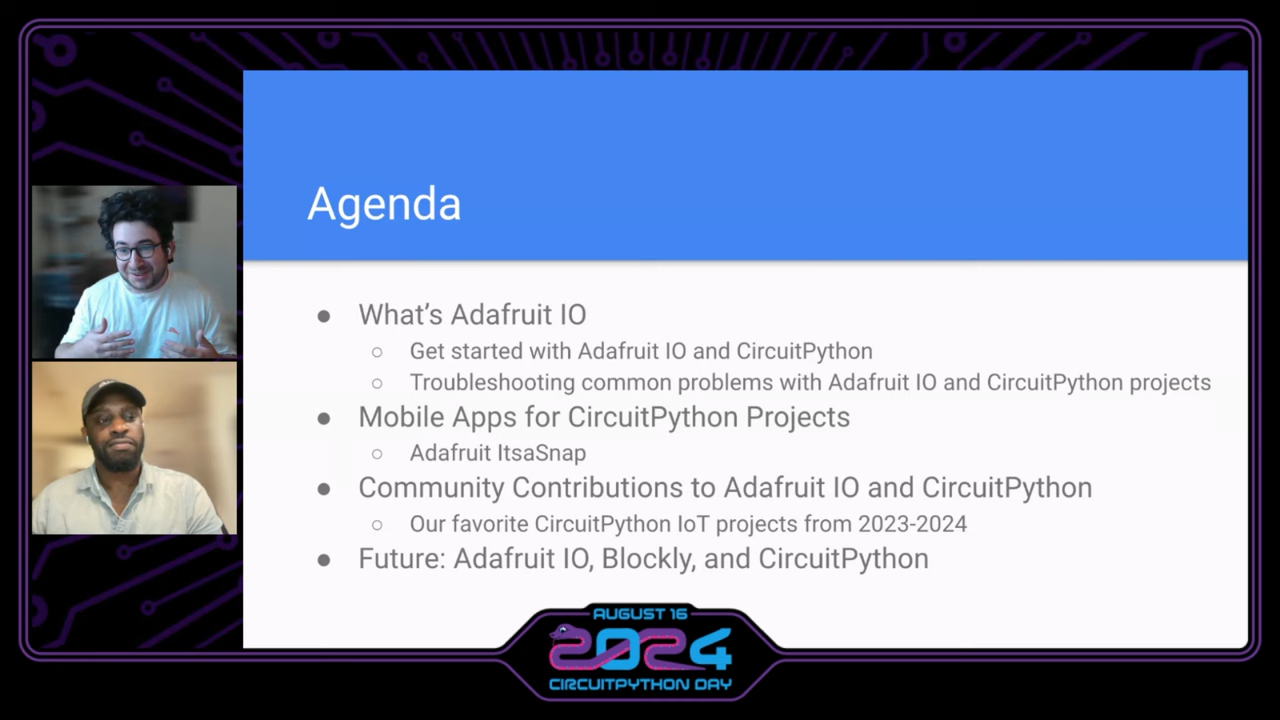 Agenda
● What's Adafruit IO
○ Get started with Adafruit IO and CircuitPython
○ Troubleshooting common problems with Adafruit IO and CircuitPython projects
● Mobile Apps for CircuitPython Projects
○ Adafruit ItsaSnap
● Community Contributions to Adafruit IO and CircuitPython
○ Our favorite CircuitPython IoT projects from 2023-2024
● Future: Adafruit IO, Blockly, and CircuitPython
AUGUST 16
2024
CIRCUITPYTHON DAY